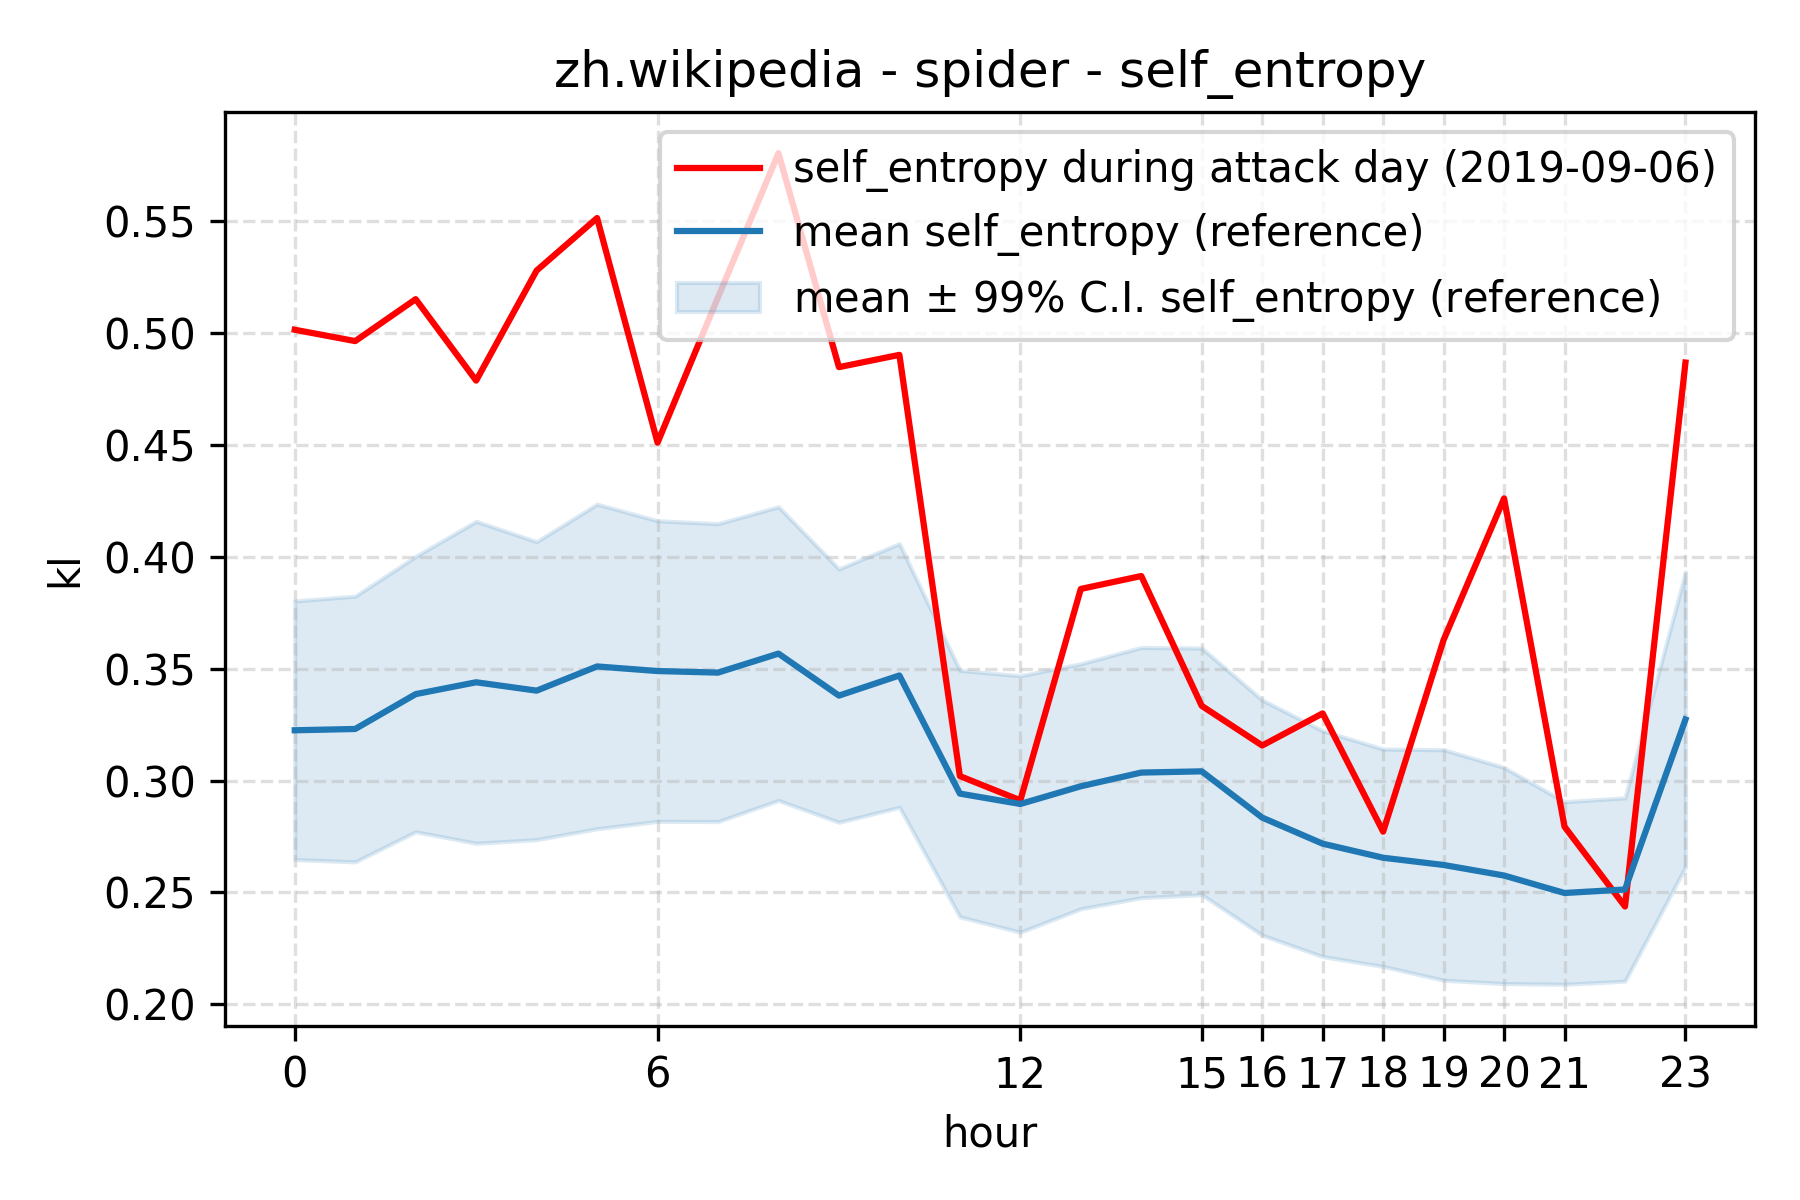 zh.wikipedia - spider - self_entropy
self_entropy during attack day (2019-09-06)
mean self_entropy (reference)
mean ± 99% C.I. self_entropy (reference)
0.55
0.50
0.45
0.40
0.35
0.30
0.25
0.20
kl
0 6 12 15 16 17 18 19 20 21 23
hour